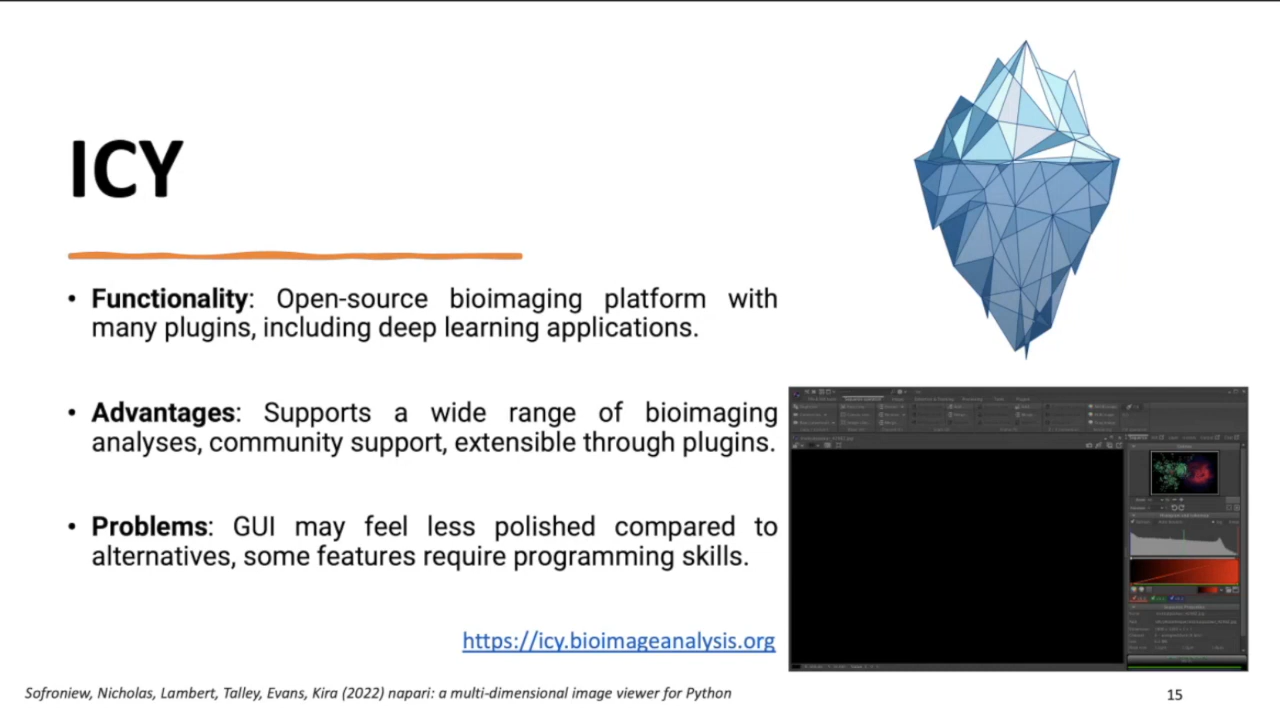 ICY
• Functionality: Open-source bioimaging platform with
many plugins, including deep learning applications.
• Advantages: Supports a wide range of bioimaging
analyses, community support, extensible through plugins.
• Problems: GUI may feel less polished compared to
alternatives, some features require programming skills.
https://icy.bioimageanalysis.org
Sofroniew, Nicholas, Lambert, Talley, Evans, Kira (2022) napari: a multi-dimensional image viewer for Python
15